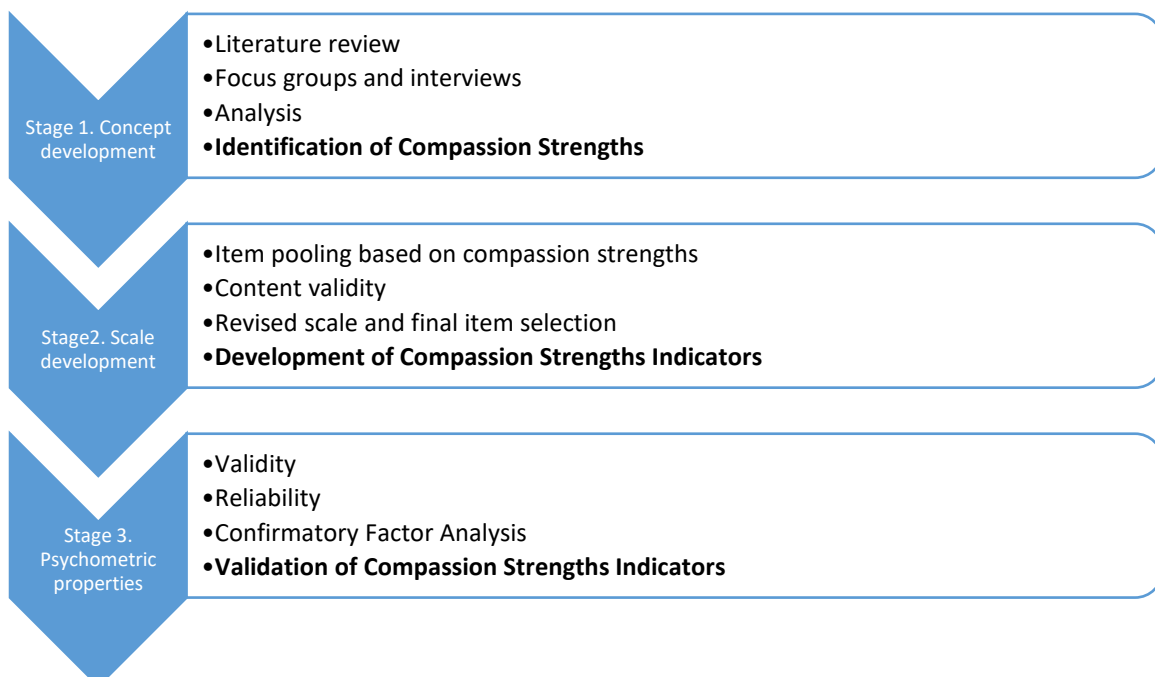 Stage 1. Concept
development
•Literature review
•Focus groups and interviews
•Analysis
•Identification of Compassion Strengths
Stage2. Scale
development
•Item pooling based on compassion strengths
•Content validity
•Revised scale and final item selection
•Development of Compassion Strengths Indicators
Stage 3.
Psychometric
properties
•Validity
•Reliability
•Confirmatory Factor Analysis
•Validation of Compassion Strengths Indicators